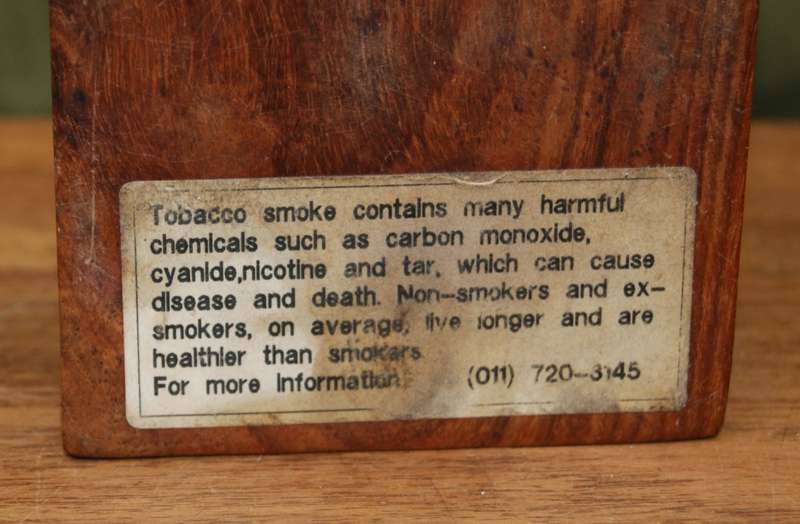 Tobacco smoke contains many harmful
chemicals such as carbon monoxide,
cyanide,nicotine and tar, which can cause
disease and death. Non-smokers and ex-
smokers, on average, live longer and are
healthier than smokers
For more information (011) 720-3145